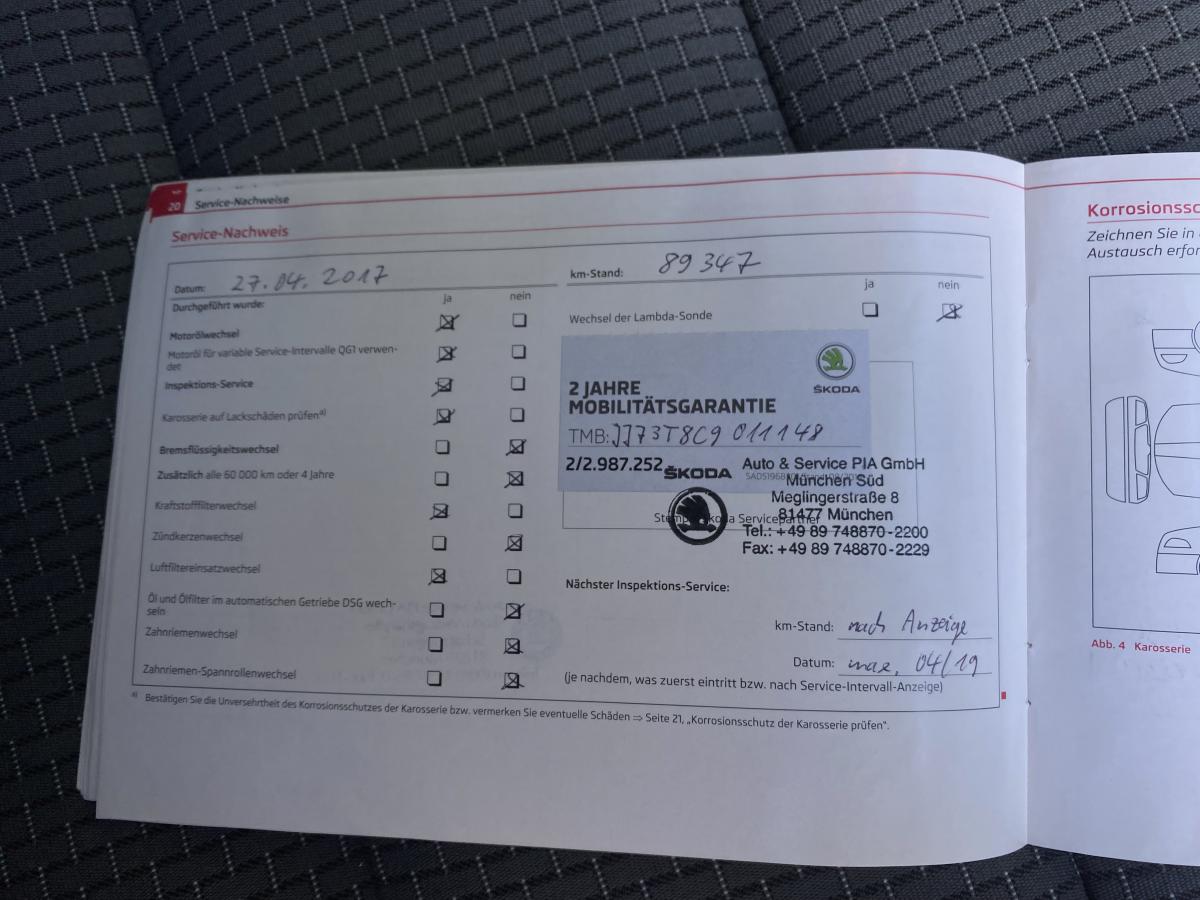 20 Service-Nachweise
Service-Nachweis
Datum: 27.04.2017
Durchgeführt wurde:
ja nein
Motorölwechsel
Motoröl für variable Service-Intervalle QG1 verwen-
det
Inspektions-Service
Karosserie auf Lackschäden prüfen a)
Bremsflüssigkeitswechsel
Zusätzlich alle 60 000 km oder 4 Jahre
Kraftstofffilterwechsel
Zündkerzenwechsel
Luftfiltereinsatzwechsel
Öl und Ölfilter im automatischen Getriebe DSG wech-
seln
Zahnriemenwechsel
Zahnriemen-Spannrollenwechsel
km-Stand: 89347
ja nein
Wechsel der Lambda-Sonde
ŠKODA
2 JAHRE
MOBILITÄTSGARANTIE
TMB: JJ73T8C9 011148
2/2.987.252
ŠKODA
Auto & Service PIA GmbH
München Süd
Meglingerstraße 8
81477 München
Tel.: +49 89 748870-2200
Fax: +49 89 748870-2229
Servicepartner
Nächster Inspektions-Service:
km-Stand: nach Anzeige
Datum: max. 04/19
(je nachdem, was zuerst eintritt bzw. nach Service-Intervall-Anzeige)
a) Bestätigen Sie die Unversehrtheit des Korrosionsschutzes der Karosserie bzw. vermerken Sie eventuelle Schäden ⇒ Seite 21, „Korrosionsschutz der Karosserie prüfen".
Korrosionssc
Zeichnen Sie in
Austausch erfor
Abb. 4 Karosserie